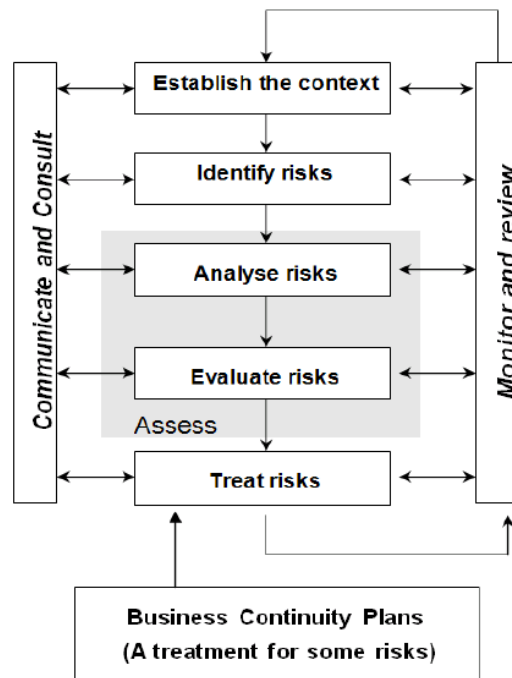 Establish the context
Identify risks
Analyse risks
Evaluate risks
Assess
Treat risks
Communicate and Consult
Monitor and review
Business Continuity Plans
(A treatment for some risks)